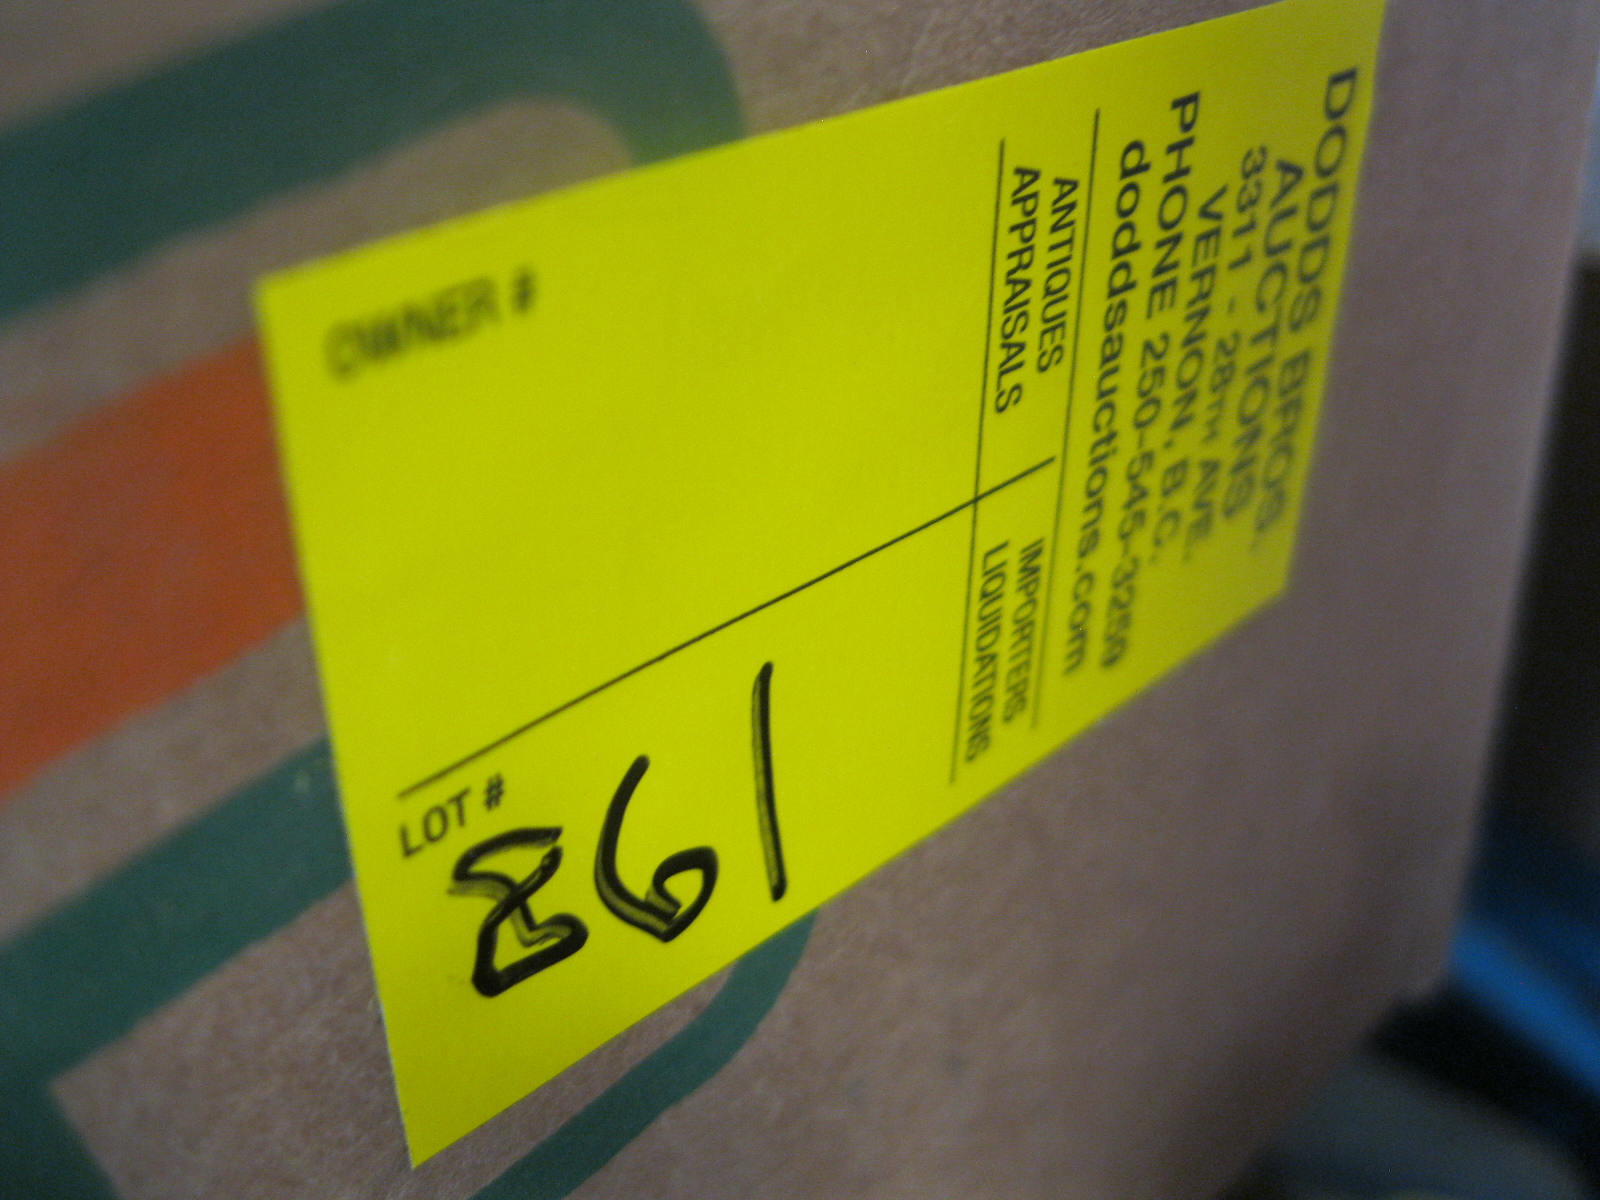 DODDS BROS.
AUCTIONS
3311 - 28TH AVE.
VERNON, B.C.
PHONE 250-545-3259
doddsauctions.com
ANTIQUES
APPRAISALS
IMPORTERS
LIQUIDATIONS
OWNER #
LOT #
861